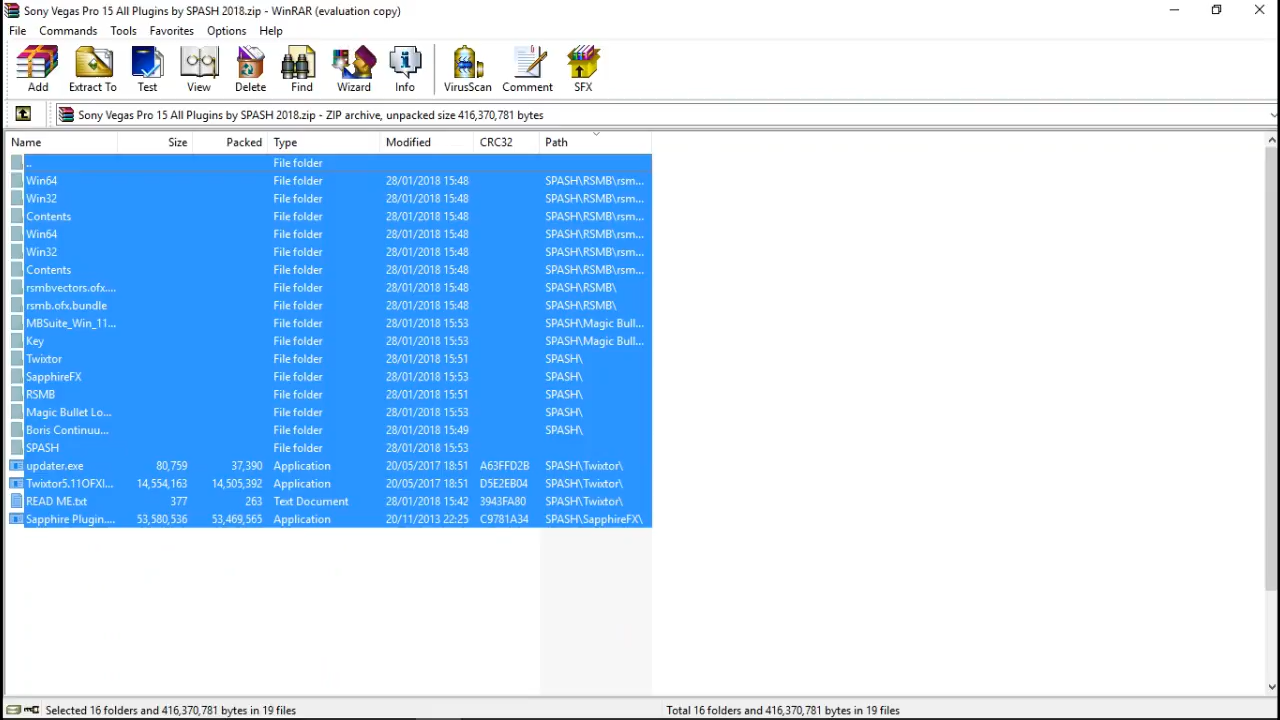 Sony Vegas Pro 15 All Plugins by SPASH 2018.zip - WinRAR (evaluation copy)
File Commands Tools Favorites Options Help
Add Extract To Test View Delete Find Wizard Info VirusScan Comment SFX
Sony Vegas Pro 15 All Plugins by SPASH 2018.zip - ZIP archive, unpacked size 416,370,781 bytes
Name Size Packed Type Modified CRC32 Path
.. File folder
Win64 File folder 28/01/2018 15:48 SPASH\RSMB\rsm...
Win32 File folder 28/01/2018 15:48 SPASH\RSMB\rsm...
Contents File folder 28/01/2018 15:48 SPASH\RSMB\rsm...
Win64 File folder 28/01/2018 15:48 SPASH\RSMB\rsm...
Win32 File folder 28/01/2018 15:48 SPASH\RSMB\rsm...
Contents File folder 28/01/2018 15:48 SPASH\RSMB\rsm...
rsmbvectors.ofx.... File folder 28/01/2018 15:48 SPASH\RSMB\
rsmb.ofx.bundle File folder 28/01/2018 15:48 SPASH\RSMB\
MBSuite_Win_11... File folder 28/01/2018 15:53 SPASH\Magic Bull...
Key File folder 28/01/2018 15:53 SPASH\Magic Bull...
Twixtor File folder 28/01/2018 15:51 SPASH\
SapphireFX File folder 28/01/2018 15:53 SPASH\
RSMB File folder 28/01/2018 15:51 SPASH\
Magic Bullet Lo... File folder 28/01/2018 15:53 SPASH\
Boris Continuu... File folder 28/01/2018 15:49 SPASH\
SPASH File folder 28/01/2018 15:53
updater.exe 80,759 37,390 Application 20/05/2017 18:51 A63FFD2B SPASH\Twixtor\
Twixtor5.11OFXI... 14,554,163 14,505,392 Application 20/05/2017 18:51 D5E2EB04 SPASH\Twixtor\
READ ME.txt 377 263 Text Document 28/01/2018 15:42 3943FA80 SPASH\Twixtor\
Sapphire Plugin.... 53,580,536 53,469,565 Application 20/11/2013 22:25 C9781A34 SPASH\SapphireFX\
Selected 16 folders and 416,370,781 bytes in 19 files Total 16 folders and 416,370,781 bytes in 19 files